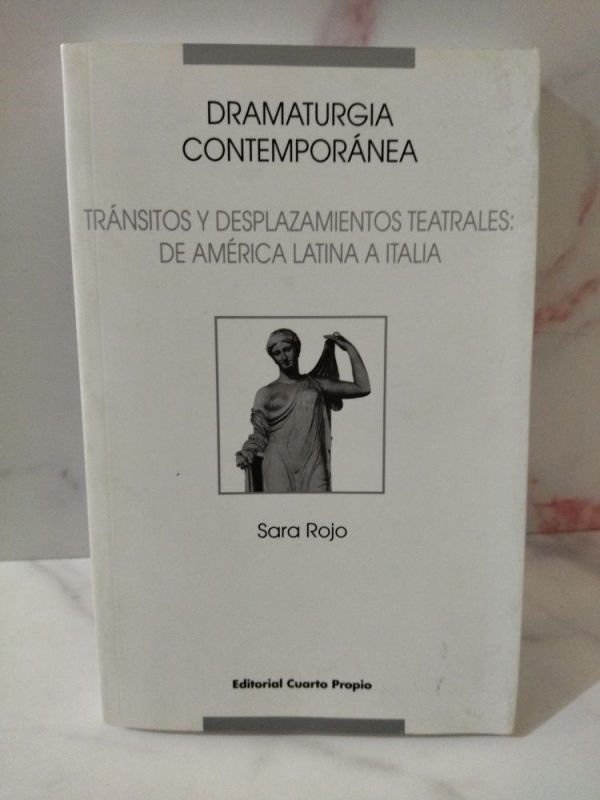 DRAMATURGIA
CONTEMPORÁNEA
TRÁNSITOS Y DESPLAZAMIENTOS TEATRALES:
DE AMÉRICA LATINA A ITALIA
Sara Rojo
Editorial Cuarto Propio